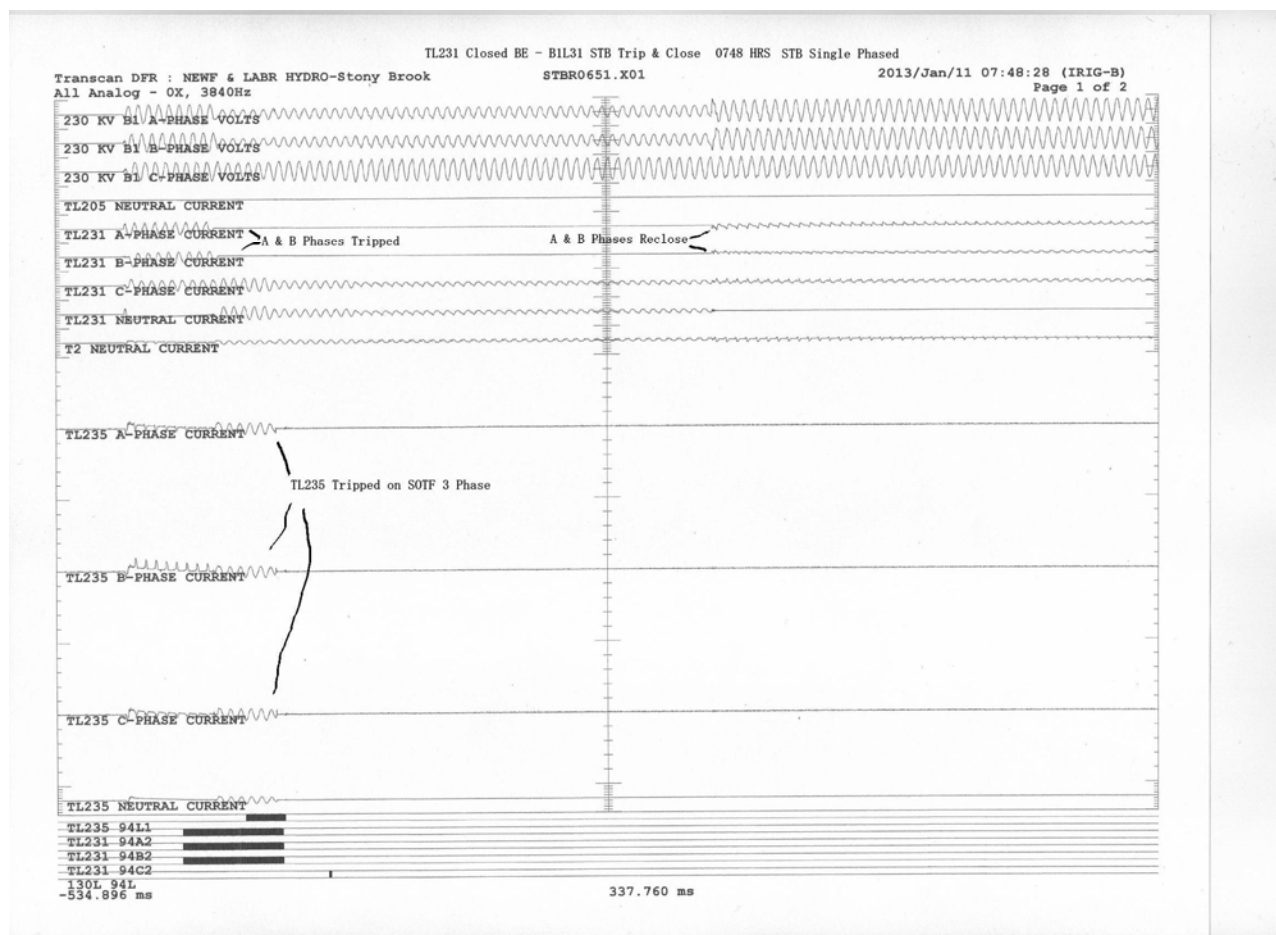 TL231 Closed BE - B1L31 STB Trip & Close 0748 HRS STB Single Phased
Transcan DFR : NEWF & LABR HYDRO-Stony Brook STBR0651.X01 2013/Jan/11 07:48:28 (IRIG-B)
All Analog - 0X, 3840Hz Page 1 of 2
230 KV B1 A-PHASE VOLTS
230 KV B1 B-PHASE VOLTS
230 KV B1 C-PHASE VOLTS
TL205 NEUTRAL CURRENT
TL231 A-PHASE CURRENT
A & B Phases Tripped A & B Phases Reclose
TL231 B-PHASE CURRENT
TL231 C-PHASE CURRENT
TL231 NEUTRAL CURRENT
T2 NEUTRAL CURRENT
TL235 A-PHASE CURRENT
TL235 Tripped on SOTF 3 Phase
TL235 B-PHASE CURRENT
TL235 C-PHASE CURRENT
TL235 NEUTRAL CURRENT
TL235 94L1
TL231 94A2
TL231 94B2
TL231 94C2
130L 94L
-534.896 ms 337.760 ms